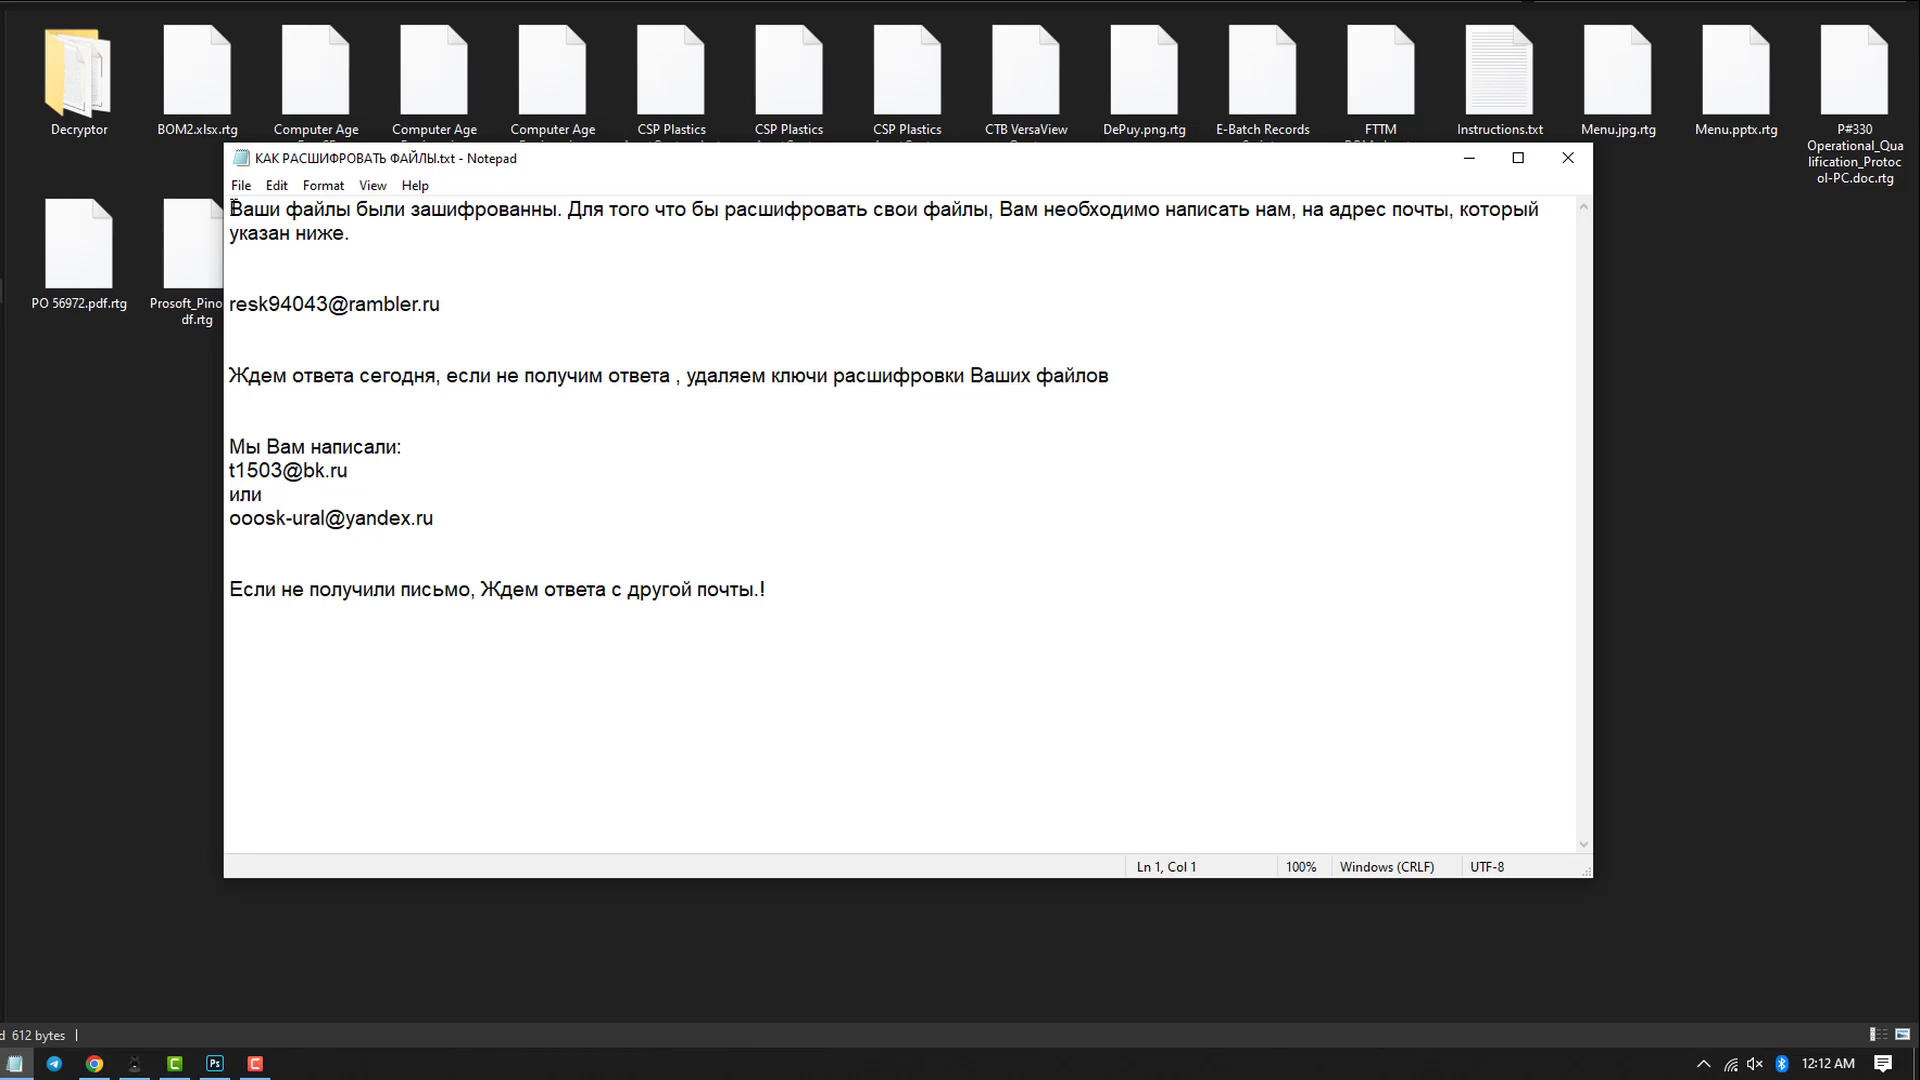 Decryptor
BOM2.xlsx.rtg
Computer Age
Computer Age
Computer Age
CSP Plastics
CSP Plastics
CSP Plastics
CTB VersaView
DePuy.png.rtg
E-Batch Records
FTTM
Instructions.txt
Menu.jpg.rtg
Menu.pptx.rtg
P#330
Operational_Qua
lification_Protoc
ol-PC.doc.rtg
PO 56972.pdf.rtg
Prosoft_Pino
df.rtg
КАК РАСШИФРОВАТЬ ФАЙЛЫ.txt - Notepad
File Edit Format View Help
Ваши файлы были зашифрованны. Для того что бы расшифровать свои файлы, Вам необходимо написать нам, на адрес почты, который
указан ниже.
resk94043@rambler.ru
Ждем ответа сегодня, если не получим ответа , удаляем ключи расшифровки Ваших файлов
Мы Вам написали:
t1503@bk.ru
или
ooosk-ural@yandex.ru
Если не получили письмо, Ждем ответа с другой почты.!
Ln 1, Col 1 100% Windows (CRLF) UTF-8
d 612 bytes
Ps
12:12 AM